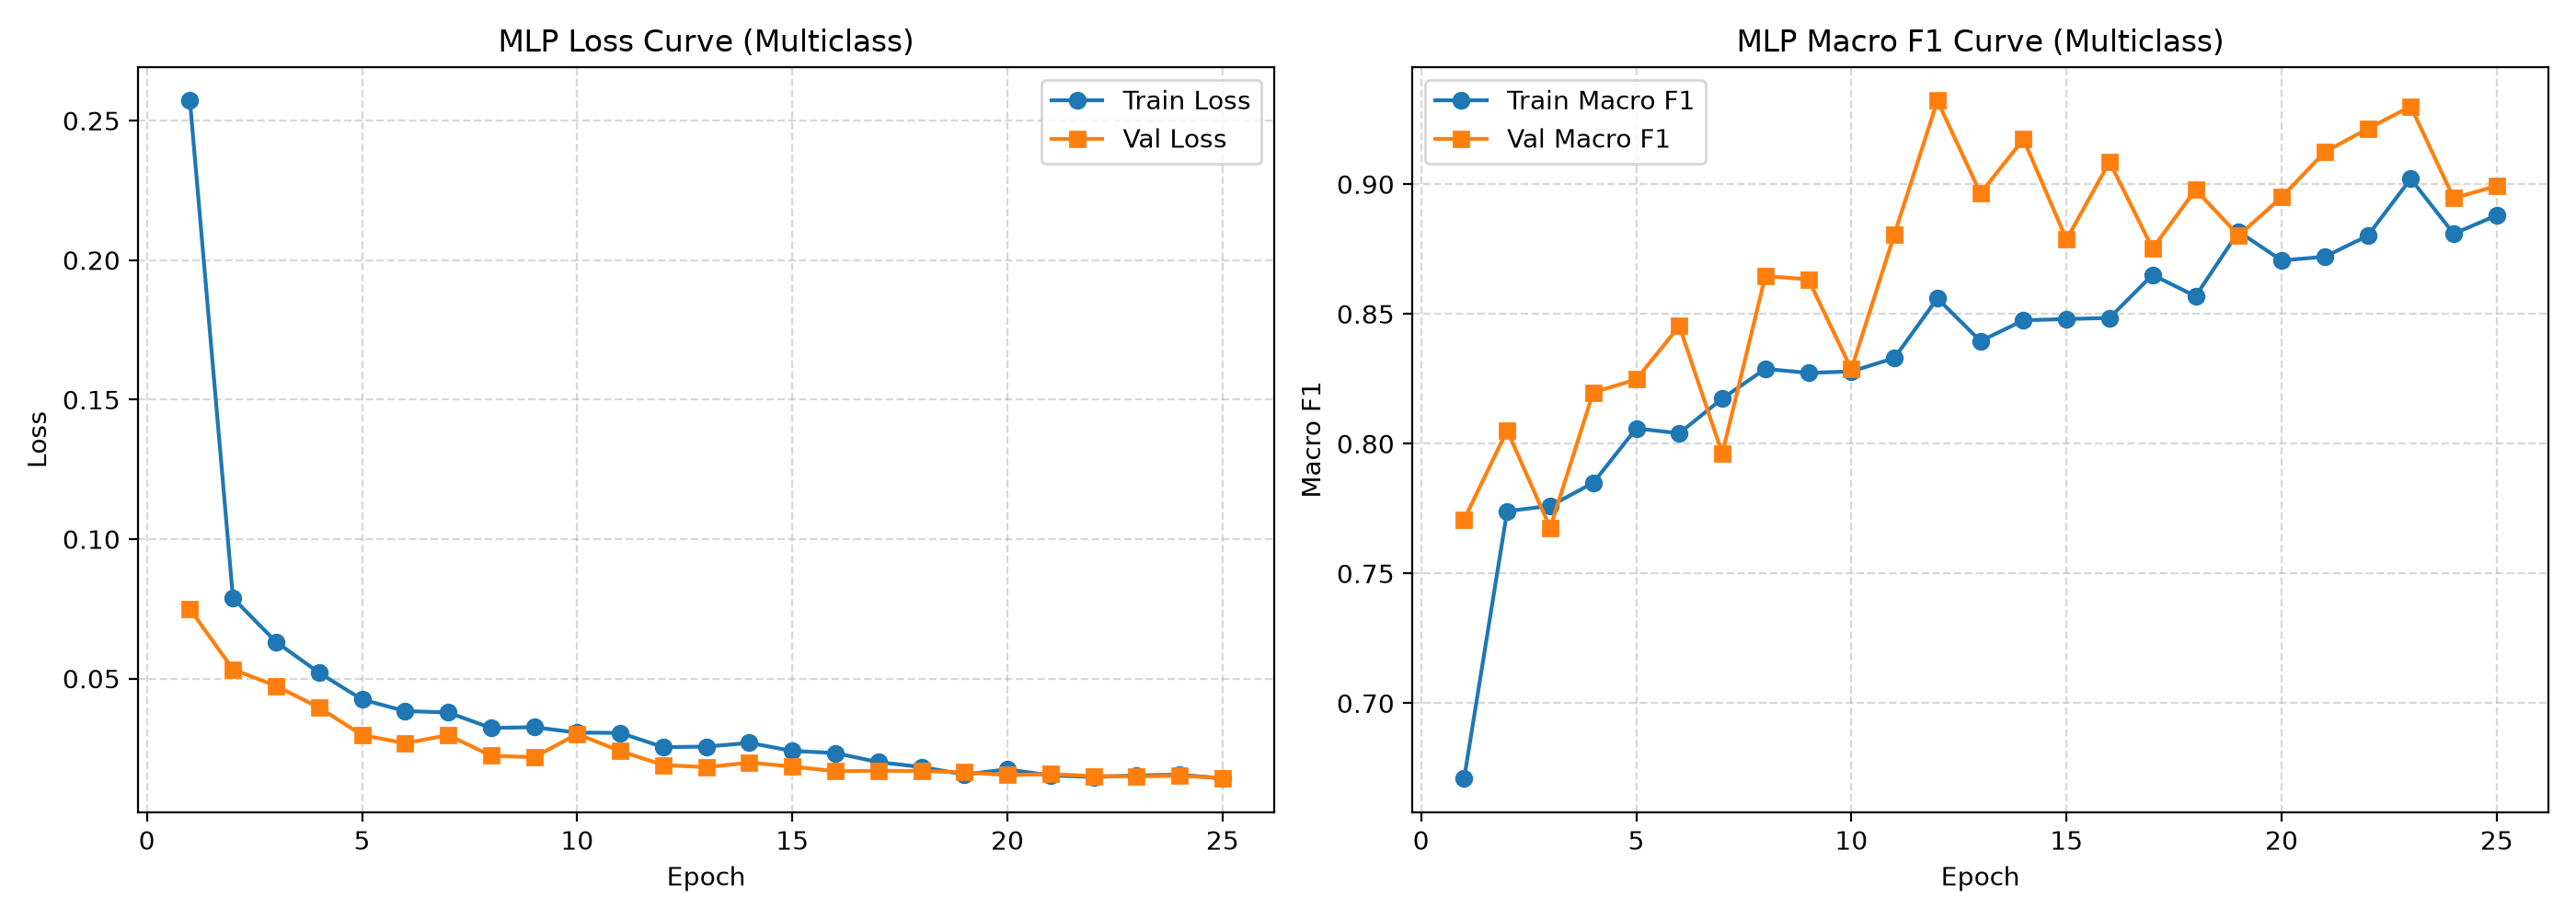 MLP Loss Curve (Multiclass)
Train Loss
Val Loss
0.25
0.20
0.15
0.10
0.05
Loss
0 5 10 15 20 25
Epoch
MLP Macro F1 Curve (Multiclass)
Train Macro F1
Val Macro F1
0.90
0.85
0.80
0.75
0.70
Macro F1
0 5 10 15 20 25
Epoch